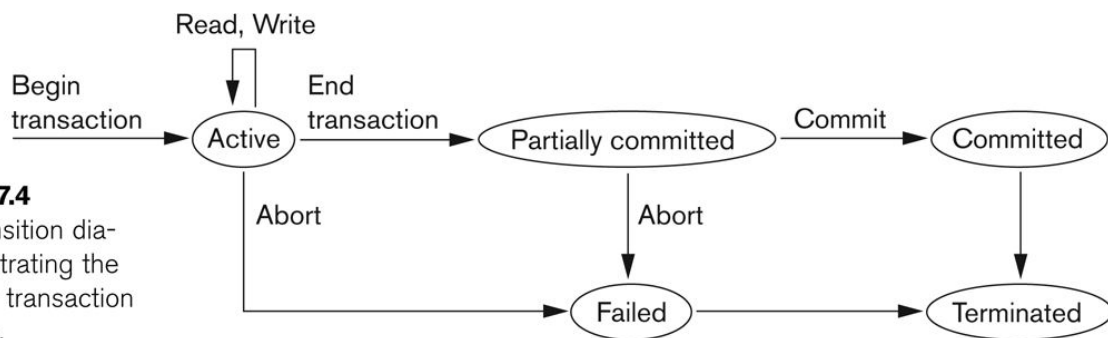 Read, Write
Begin
transaction
End
transaction
Active
Partially committed
Commit
Committed
7.4
Abort
Abort
nsition dia-
trating the
transaction
Failed
Terminated